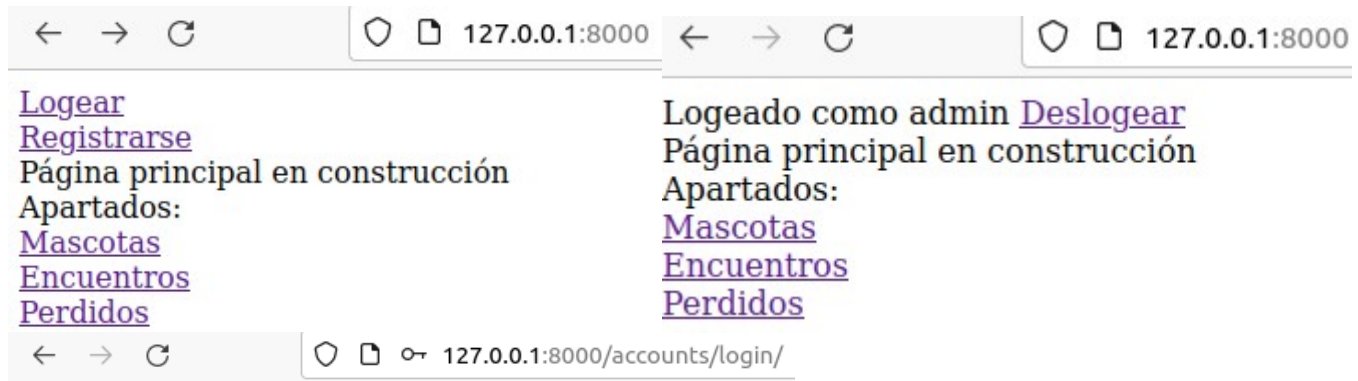 127.0.0.1:8000
Logear
Registrarse
Página principal en construcción
Apartados:
Mascotas
Encuentros
Perdidos
127.0.0.1:8000
Logeado como admin Deslogear
Página principal en construcción
Apartados:
Mascotas
Encuentros
Perdidos
127.0.0.1:8000/accounts/login/